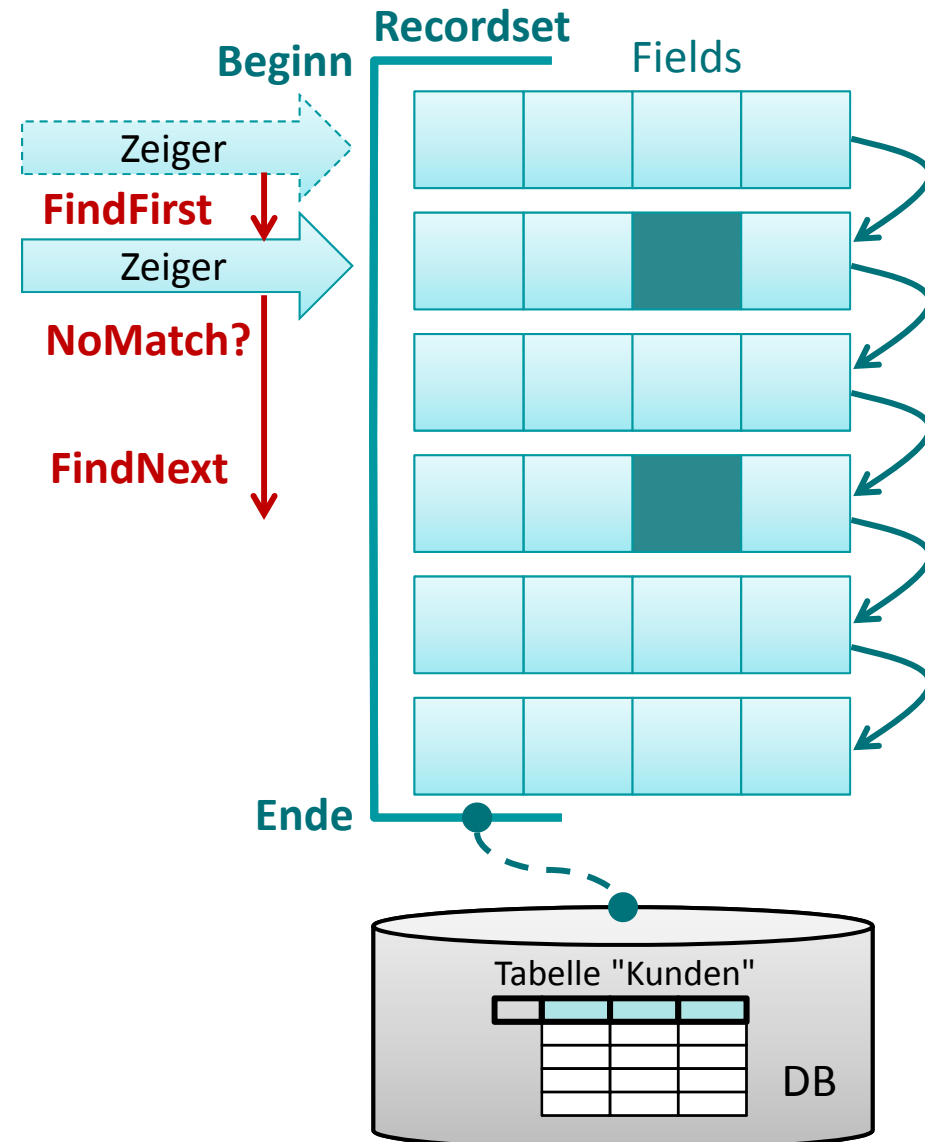 Recordset
Beginn
Fields
Zeiger
FindFirst
Zeiger
NoMatch?
FindNext
Ende
Tabelle "Kunden"
DB